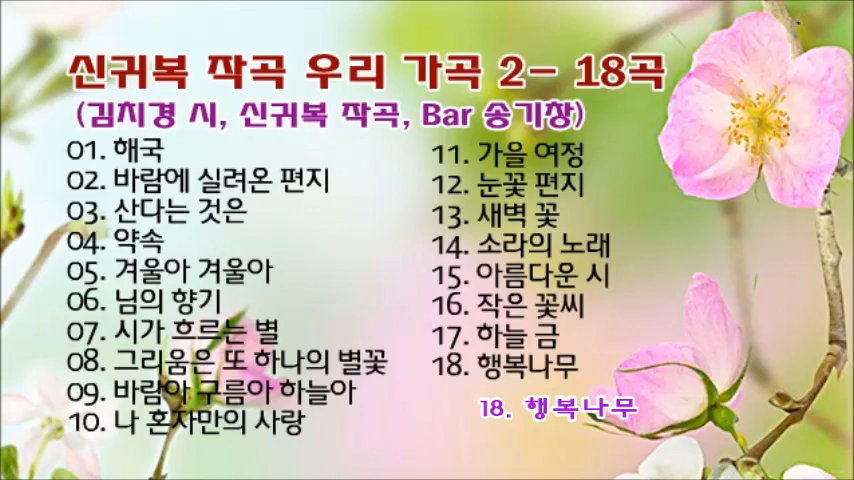 신귀복 작곡 우리 가곡 2- 18곡
(김치경 시, 신귀복 작곡, Bar 송기창)
01. 해국
02. 바람에 실려온 편지
03. 산다는 것은
04. 약속
05. 겨울아 겨울아
06. 님의 향기
07. 시가 흐르는 별
08. 그리움은 또 하나의 별꽃
09. 바람아 구름아 하늘아
10. 나 혼자만의 사랑
11. 가을 여정
12. 눈꽃 편지
13. 새벽 꽃
14. 소라의 노래
15. 아름다운 시
16. 작은 꽃씨
17. 하늘 금
18. 행복나무
18. 행복나무